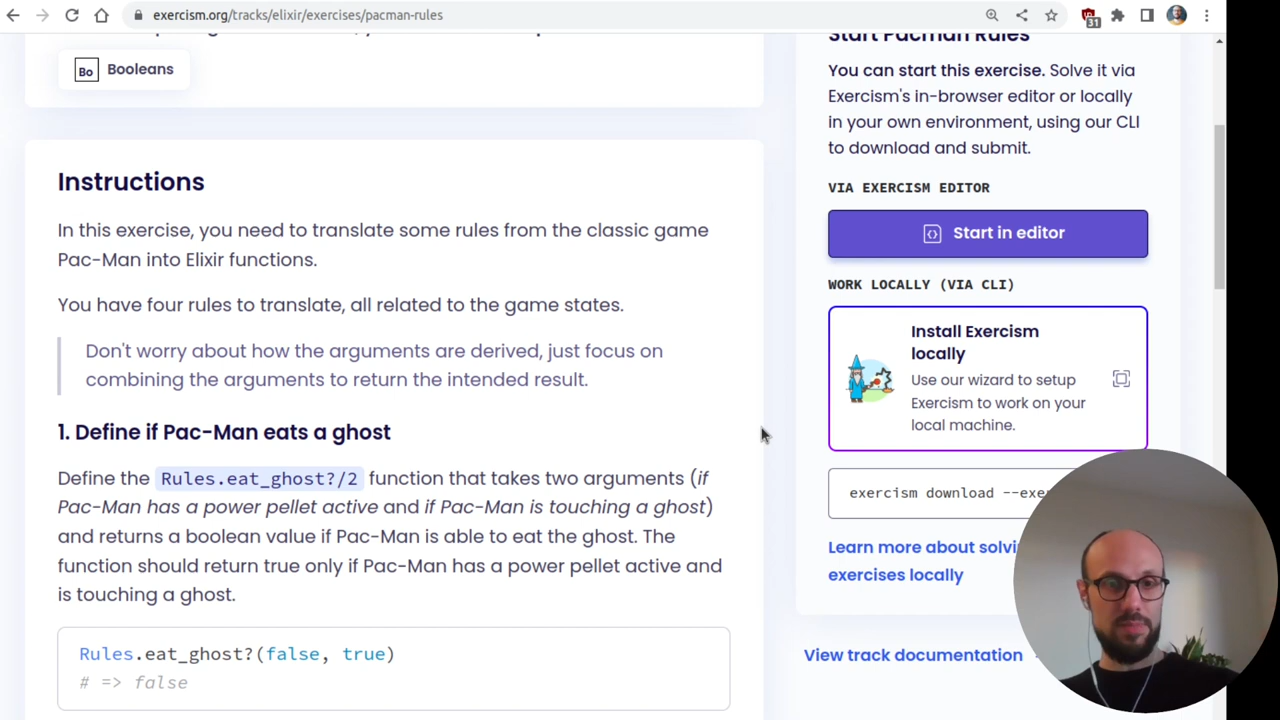 exercism.org/tracks/elixir/exercises/pacman-rules
31
Bo Booleans
Instructions
In this exercise, you need to translate some rules from the classic game
Pac-Man into Elixir functions.
You have four rules to translate, all related to the game states.
Don't worry about how the arguments are derived, just focus on
combining the arguments to return the intended result.
1. Define if Pac-Man eats a ghost
Define the Rules.eat_ghost?/2 function that takes two arguments (if
Pac-Man has a power pellet active and if Pac-Man is touching a ghost)
and returns a boolean value if Pac-Man is able to eat the ghost. The
function should return true only if Pac-Man has a power pellet active and
is touching a ghost.
Rules.eat_ghost?(false, true)
# => false
Start Pacman Rules
You can start this exercise. Solve it via
Exercism's in-browser editor or locally
in your own environment, using our CLI
to download and submit.
VIA EXERCISM EDITOR
Start in editor
WORK LOCALLY (VIA CLI)
Install Exercism
locally
Use our wizard to setup
Exercism to work on your
local machine.
exercism download
Learn more about
exercises locally
View track documentation